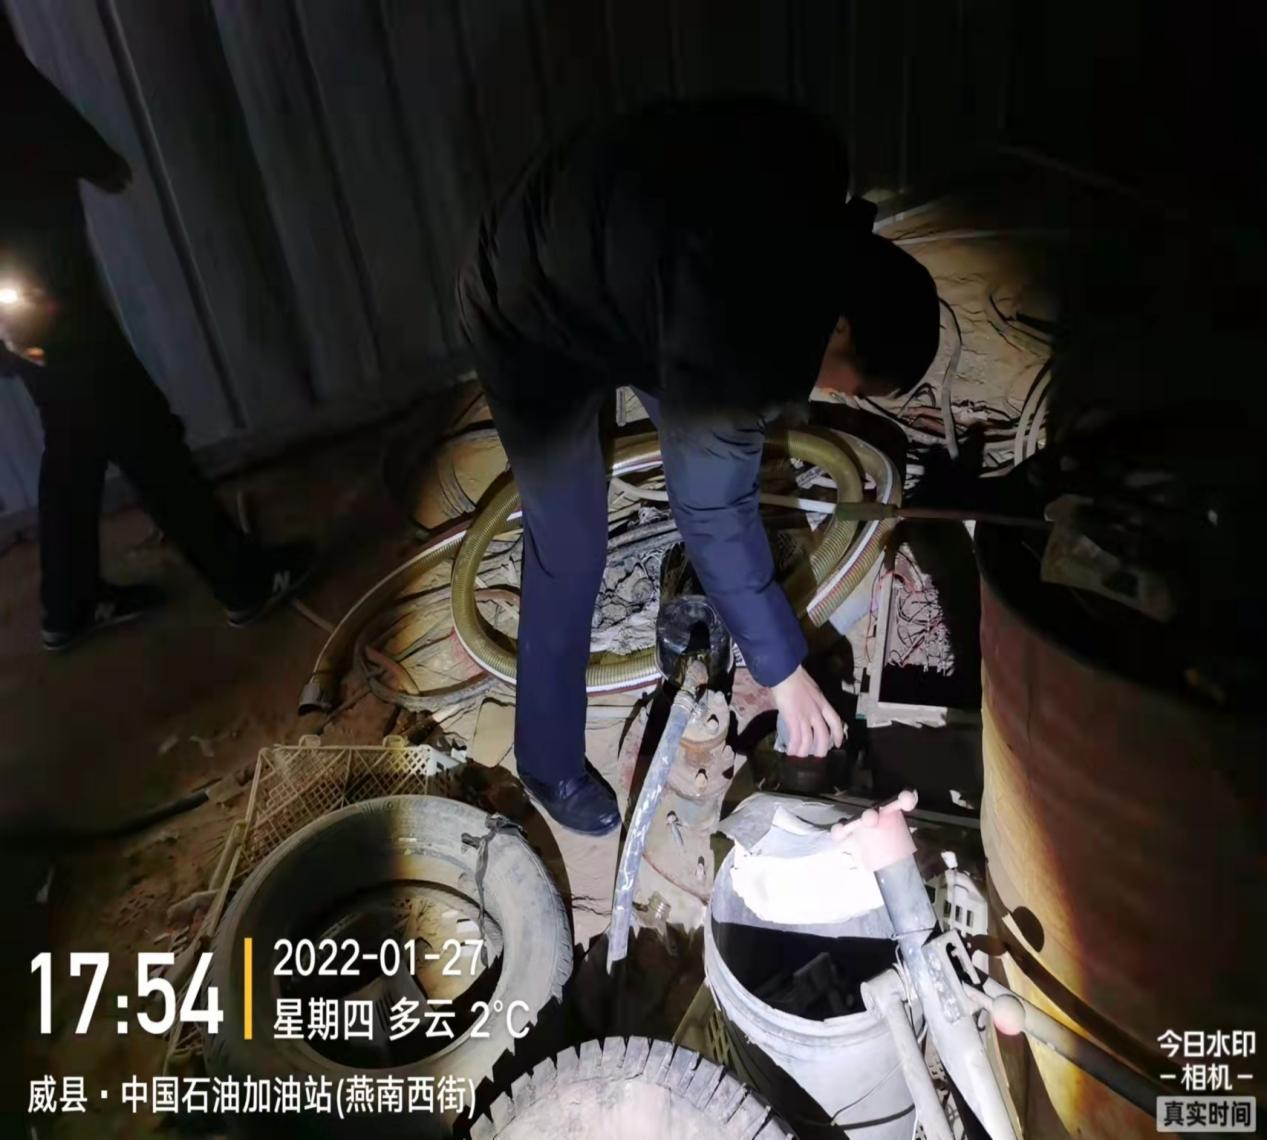 17:54
2022-01-27
星期四 多云 2°C
威县·中国石油加油站(燕南西街)
今日水印
-相机-
真实时间
N